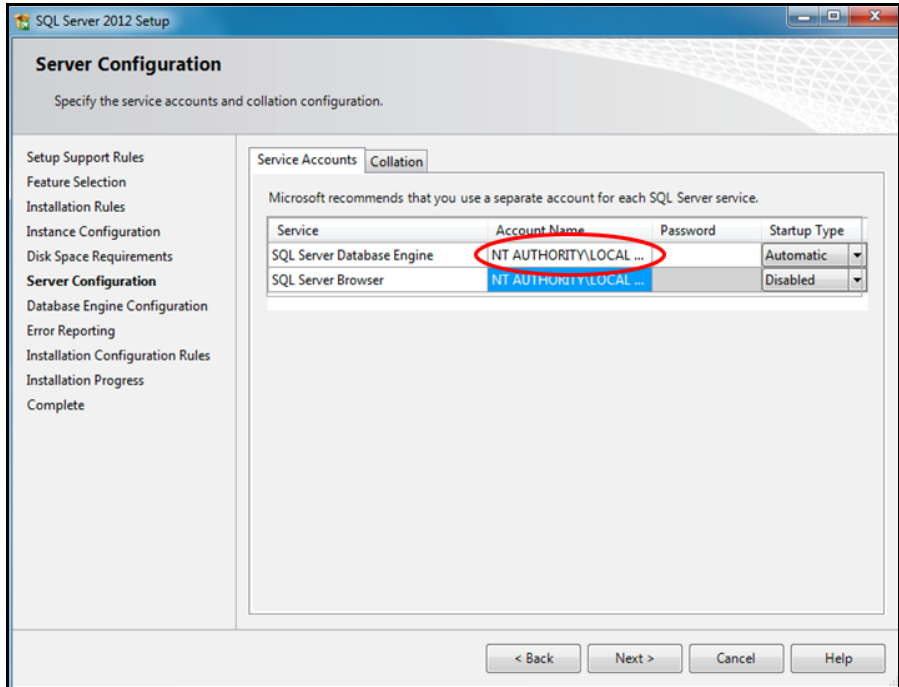 SQL Server 2012 Setup
Server Configuration
Specify the service accounts and collation configuration.
Setup Support Rules
Feature Selection
Installation Rules
Instance Configuration
Disk Space Requirements
Server Configuration
Database Engine Configuration
Error Reporting
Installation Configuration Rules
Installation Progress
Complete
Service Accounts Collation
Microsoft recommends that you use a separate account for each SQL Server service.
Service Account Name Password Startup Type
SQL Server Database Engine NT AUTHORITY\LOCAL ... Automatic
SQL Server Browser NT AUTHORITY\LOCAL ... Disabled
< Back Next > Cancel Help